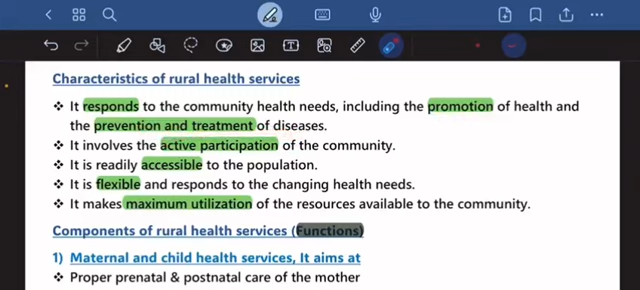 Characteristics of rural health services
❖ It responds to the community health needs, including the promotion of health and
the prevention and treatment of diseases.
❖ It involves the active participation of the community.
❖ It is readily accessible to the population.
❖ It is flexible and responds to the changing health needs.
❖ It makes maximum utilization of the resources available to the community.
Components of rural health services (Functions)
1) Maternal and child health services, It aims at
❖ Proper prenatal & postnatal care of the mother